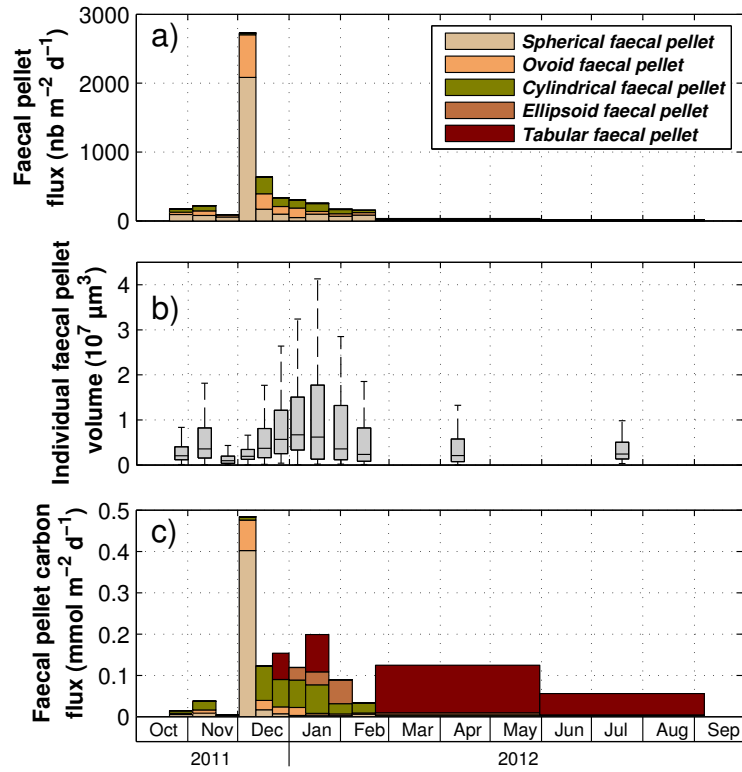 a)
Faecal pellet
flux (nb m⁻² d⁻¹)
3000
2000
1000
0
Spherical faecal pellet
Ovoid faecal pellet
Cylindrical faecal pellet
Ellipsoid faecal pellet
Tabular faecal pellet
b)
Individual faecal pellet
volume (10⁷ µm³)
4
3
2
1
0
c)
Faecal pellet carbon
flux (mmol m⁻² d⁻¹)
0.5
0.4
0.3
0.2
0.1
0
Oct Nov Dec Jan Feb Mar Apr May Jun Jul Aug Sep
2011 2012